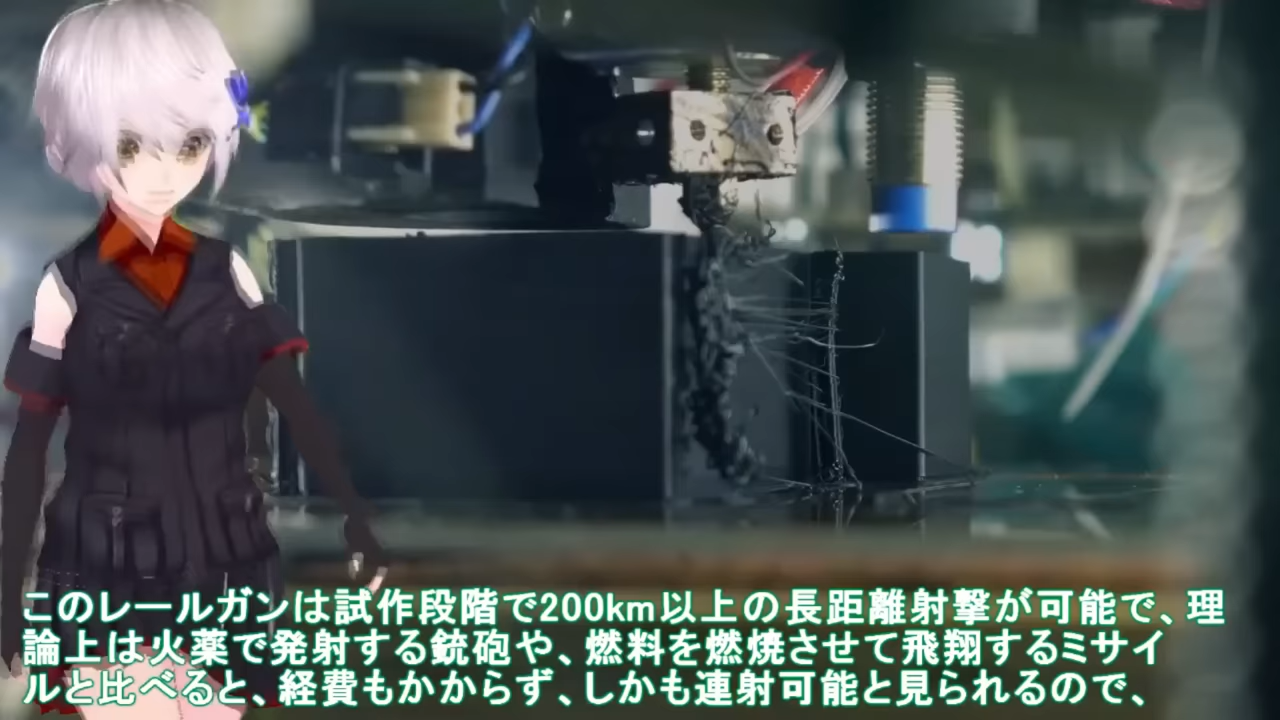 このレールガンは試作段階で200km以上の長距離射撃が可能で、理
論上は火薬で発射する銃砲や、燃料を燃焼させて飛翔するミサイ
ルと比べると、経費もかからず、しかも連射可能と見られるので、